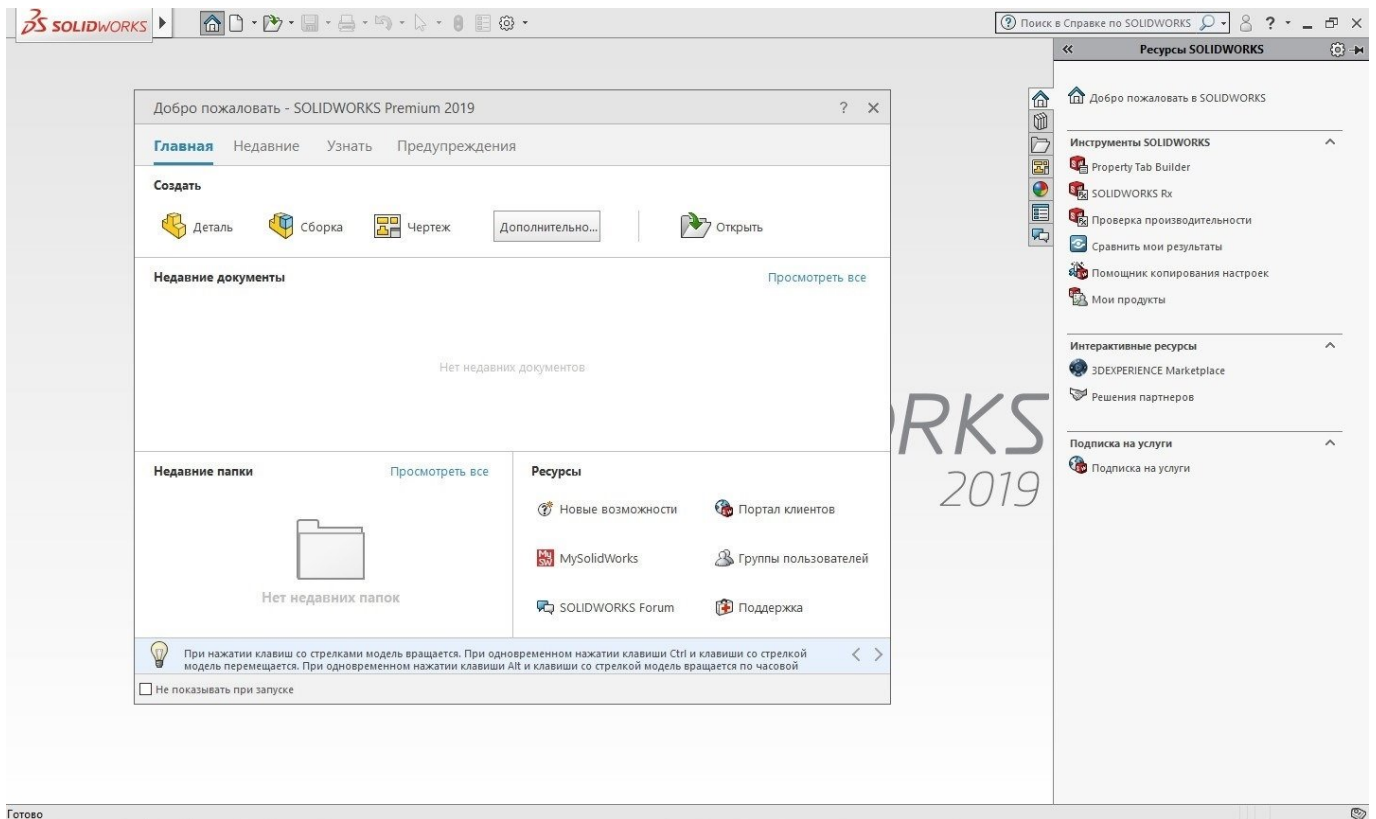 SOLIDWORKS
Поиск в Справке по SOLIDWORKS
Ресурсы SOLIDWORKS
Добро пожаловать - SOLIDWORKS Premium 2019
Главная Недавние Узнать Предупреждения
Создать
Деталь Сборка Чертеж Дополнительно... Открыть
Недавние документы Просмотреть все
Нет недавних документов
Недавние папки Просмотреть все
Нет недавних папок
Ресурсы
Новые возможности Портал клиентов
MySolidWorks Группы пользователей
SOLIDWORKS Forum Поддержка
При нажатии клавиш со стрелками модель вращается. При одновременном нажатии клавиши Ctrl и клавиши со стрелкой
модель перемещается. При одновременном нажатии клавиши Alt и клавиши со стрелкой модель вращается по часовой
Не показывать при запуске
RKS
2019
Добро пожаловать в SOLIDWORKS
Инструменты SOLIDWORKS
Property Tab Builder
SOLIDWORKS Rx
Проверка производительности
Сравнить мои результаты
Помощник копирования настроек
Мои продукты
Интерактивные ресурсы
3DEXPERIENCE Marketplace
Решения партнеров
Подписка на услуги
Подписка на услуги
Готово